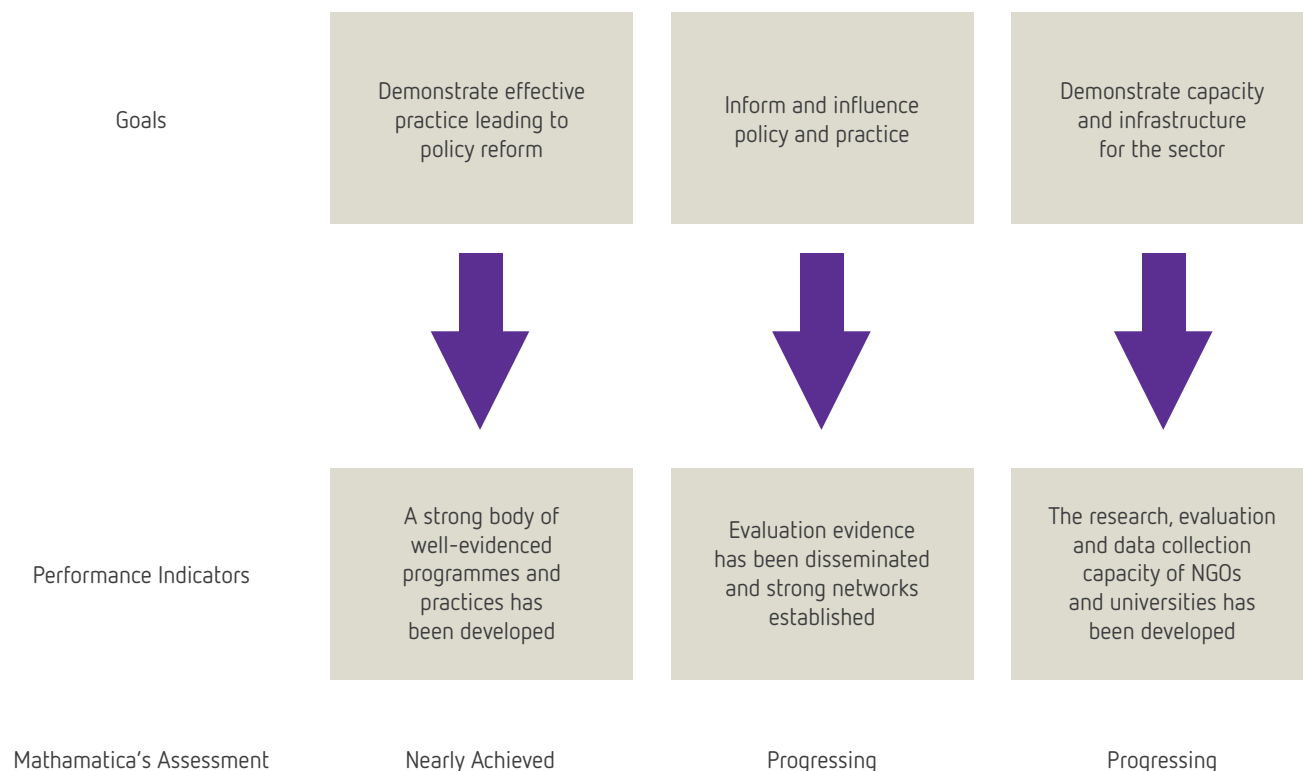 Goals
Demonstrate effective
practice leading to
policy reform
Inform and influence
policy and practice
Demonstrate capacity
and infrastructure
for the sector
Performance Indicators
A strong body of
well-evidenced
programmes and
practices has
been developed
Evaluation evidence
has been disseminated
and strong networks
established
The research, evaluation
and data collection
capacity of NGOs
and universities has
been developed
Mathamatica's Assessment
Nearly Achieved
Progressing
Progressing